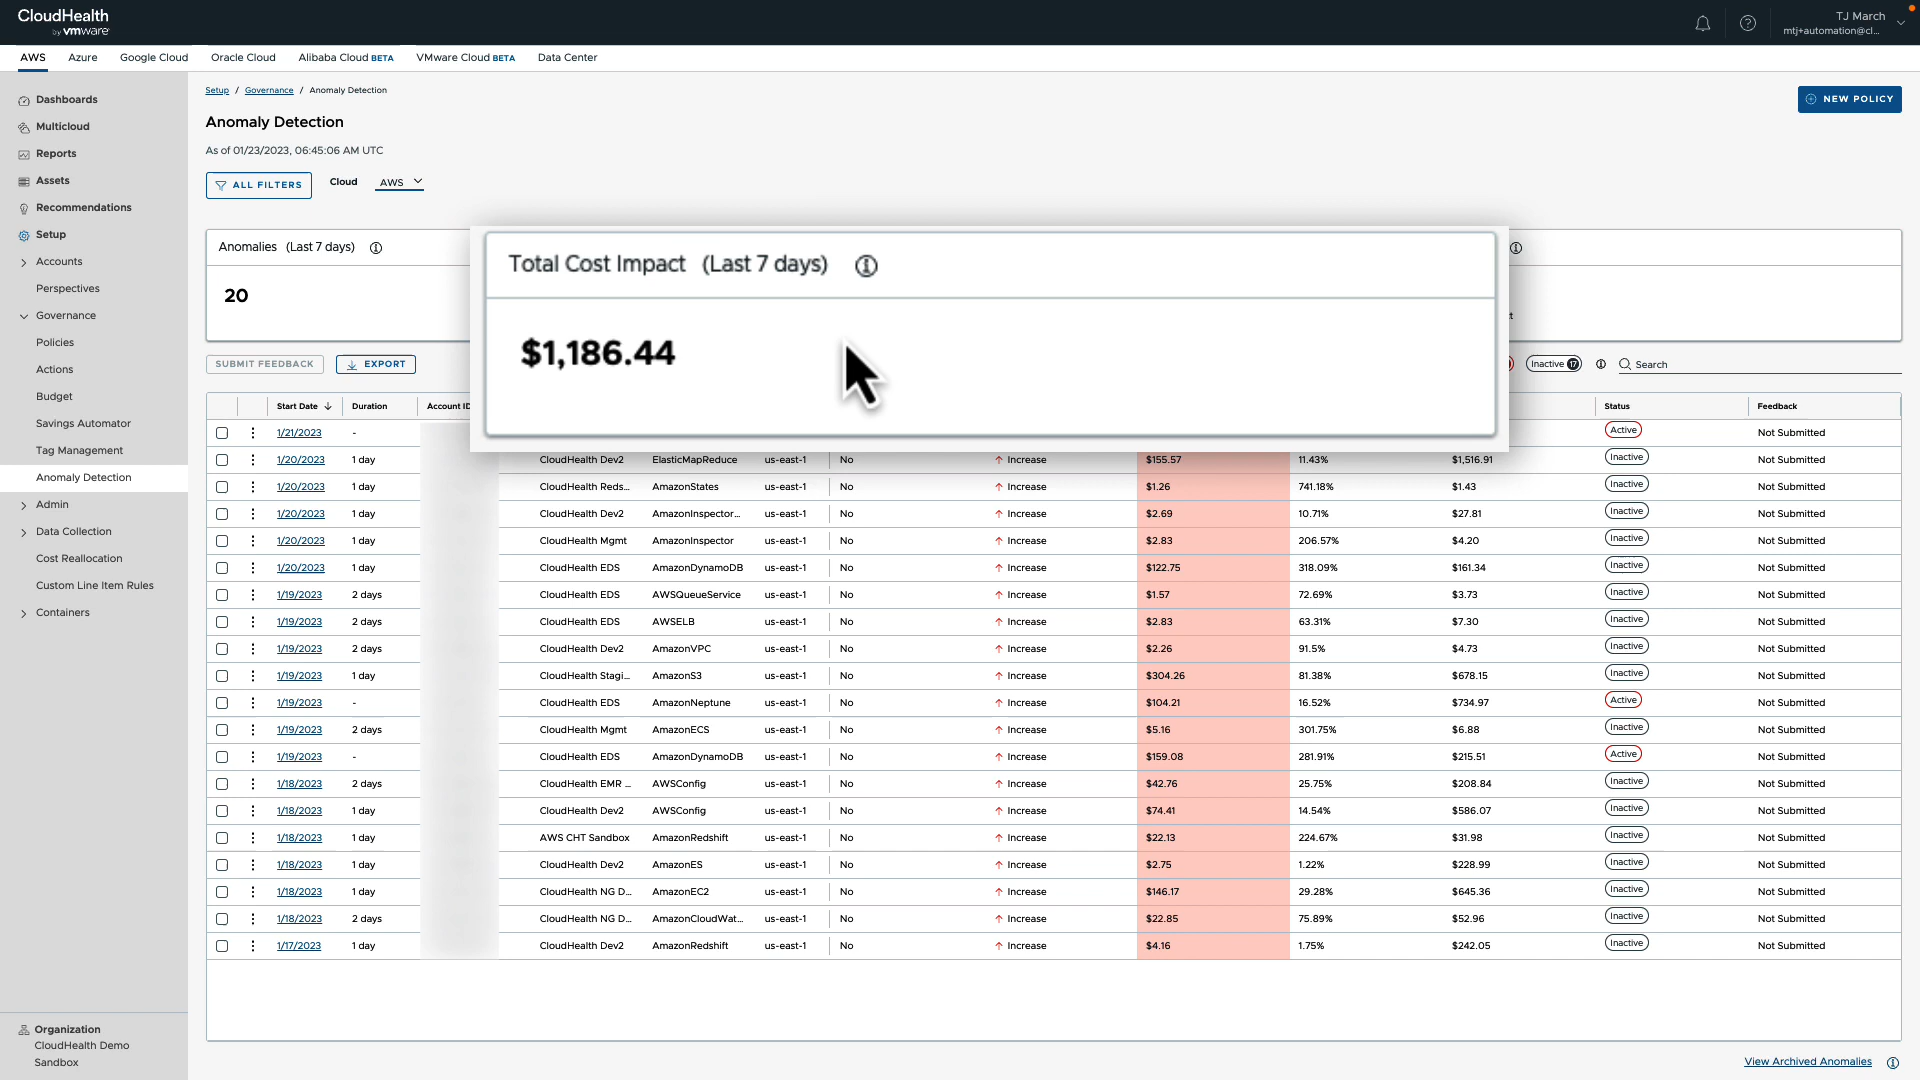 CloudHealth
by vmware
TJ March
mtj+automation@cl...
AWS Azure Google Cloud Oracle Cloud Alibaba Cloud BETA VMware Cloud BETA Data Center
Dashboards
Multicloud
Reports
Assets
Recommendations
Setup
Accounts
Perspectives
Governance
Policies
Actions
Budget
Savings Automator
Tag Management
Anomaly Detection
Admin
Data Collection
Cost Reallocation
Custom Line Item Rules
Containers
Organization
CloudHealth Demo
Sandbox
Setup / Governance / Anomaly Detection
NEW POLICY
Anomaly Detection
As of 01/23/2023, 06:45:06 AM UTC
ALL FILTERS Cloud AWS
Anomalies (Last 7 days)
20
Total Cost Impact (Last 7 days)
$1,186.44
SUBMIT FEEDBACK EXPORT Inactive 17 Search
Start Date Duration Account ID Status Feedback
1/21/2023 - Active Not Submitted
1/20/2023 1 day CloudHealth Dev2 ElasticMapReduce us-east-1 No Increase $155.57 11.43% $1,516.91 Inactive Not Submitted
1/20/2023 1 day CloudHealth Reds... AmazonStates us-east-1 No Increase $1.26 741.18% $1.43 Inactive Not Submitted
1/20/2023 1 day CloudHealth Dev2 AmazonInspector... us-east-1 No Increase $2.69 10.71% $27.81 Inactive Not Submitted
1/20/2023 1 day CloudHealth Mgmt AmazonInspector us-east-1 No Increase $2.83 206.57% $4.20 Inactive Not Submitted
1/20/2023 1 day CloudHealth EDS AmazonDynamoDB us-east-1 No Increase $122.75 318.09% $161.34 Inactive Not Submitted
1/19/2023 2 days CloudHealth EDS AWSQueueService us-east-1 No Increase $1.57 72.69% $3.73 Inactive Not Submitted
1/19/2023 2 days CloudHealth EDS AWSELB us-east-1 No Increase $2.83 63.31% $7.30 Inactive Not Submitted
1/19/2023 2 days CloudHealth Dev2 AmazonVPC us-east-1 No Increase $2.26 91.5% $4.73 Inactive Not Submitted
1/19/2023 1 day CloudHealth Stagi... AmazonS3 us-east-1 No Increase $304.26 81.38% $678.15 Inactive Not Submitted
1/19/2023 - CloudHealth EDS AmazonNeptune us-east-1 No Increase $104.21 16.52% $734.97 Active Not Submitted
1/19/2023 2 days CloudHealth Mgmt AmazonECS us-east-1 No Increase $5.16 301.75% $6.88 Inactive Not Submitted
1/19/2023 - CloudHealth EDS AmazonDynamoDB us-east-1 No Increase $159.08 281.91% $215.51 Active Not Submitted
1/18/2023 2 days CloudHealth EMR ... AWSConfig us-east-1 No Increase $42.76 25.75% $208.84 Inactive Not Submitted
1/18/2023 1 day CloudHealth Dev2 AWSConfig us-east-1 No Increase $74.41 14.54% $586.07 Inactive Not Submitted
1/18/2023 1 day AWS CHT Sandbox AmazonRedshift us-east-1 No Increase $22.13 224.67% $31.98 Inactive Not Submitted
1/18/2023 1 day CloudHealth Dev2 AmazonES us-east-1 No Increase $2.75 1.22% $228.99 Inactive Not Submitted
1/18/2023 1 day CloudHealth NG D... AmazonEC2 us-east-1 No Increase $146.17 29.28% $645.36 Inactive Not Submitted
1/18/2023 2 days CloudHealth NG D... AmazonCloudWat... us-east-1 No Increase $22.85 75.89% $52.96 Inactive Not Submitted
1/17/2023 1 day CloudHealth Dev2 AmazonRedshift us-east-1 No Increase $4.16 1.75% $242.05 Inactive Not Submitted
View Archived Anomalies